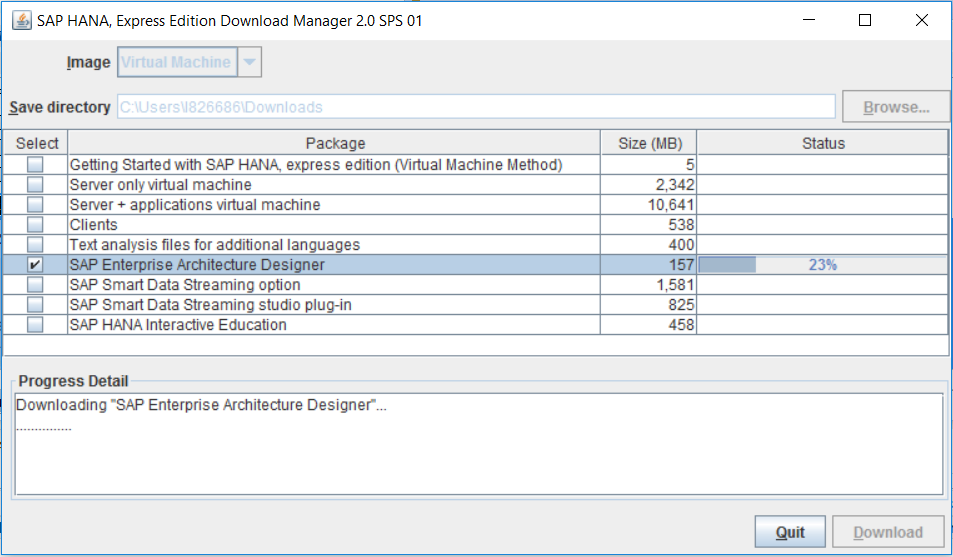 SAP HANA, Express Edition Download Manager 2.0 SPS 01
Image Virtual Machine
Save directory C:\Users\I826686\Downloads Browse...
Select Package Size (MB) Status
Getting Started with SAP HANA, express edition (Virtual Machine Method) 5
Server only virtual machine 2,342
Server + applications virtual machine 10,641
Clients 538
Text analysis files for additional languages 400
SAP Enterprise Architecture Designer 157 23%
SAP Smart Data Streaming option 1,581
SAP Smart Data Streaming studio plug-in 825
SAP HANA Interactive Education 458
Progress Detail
Downloading "SAP Enterprise Architecture Designer"...
...............
Quit Download